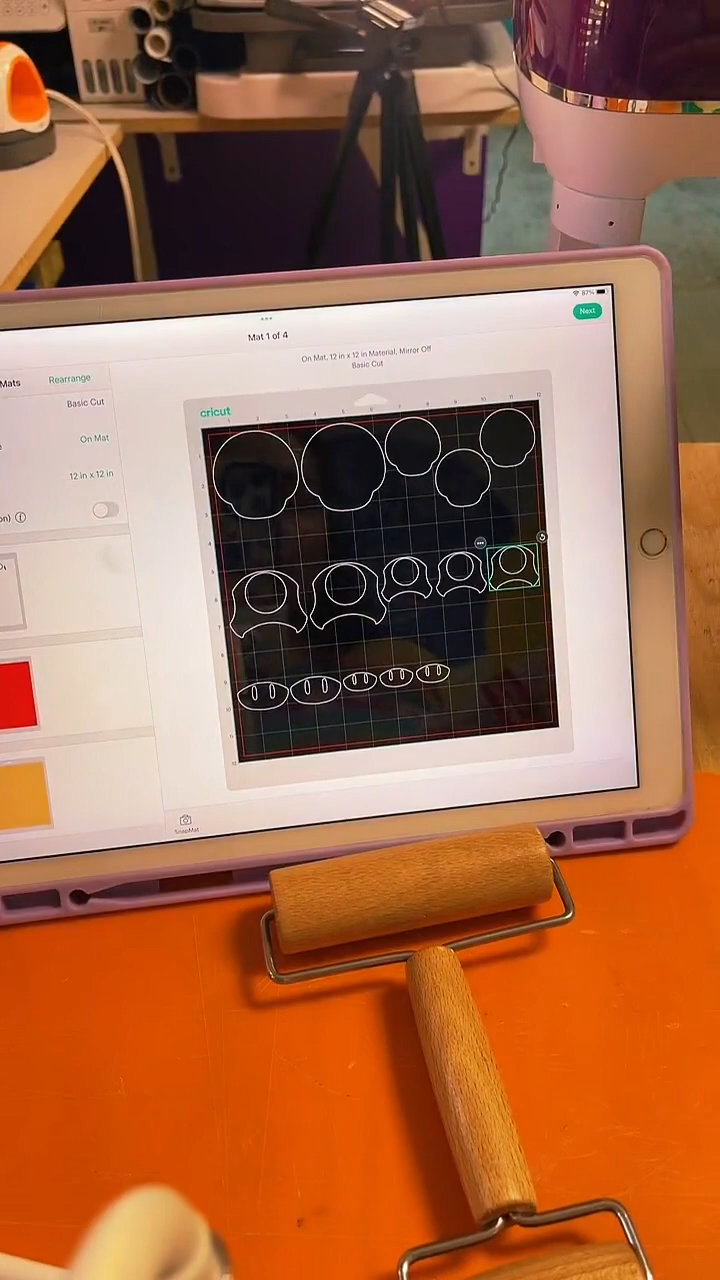 87%
Next
Mat 1 of 4
On Mat, 12 in x 12 in Material, Mirror Off
Basic Cut
Mats
Rearrange
Basic Cut
On Mat
12 in x 12 in
cricut
SnapMat